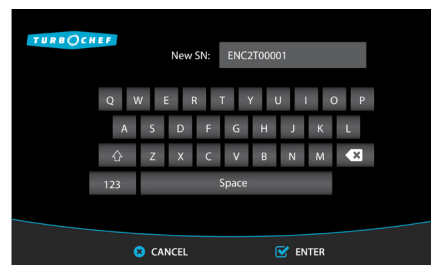 TURBOCHEF
New SN: ENC2T00001
Q W E R T Y U I O P
A S D F G H J K L
Z X C V B N M
123 Space
CANCEL ENTER